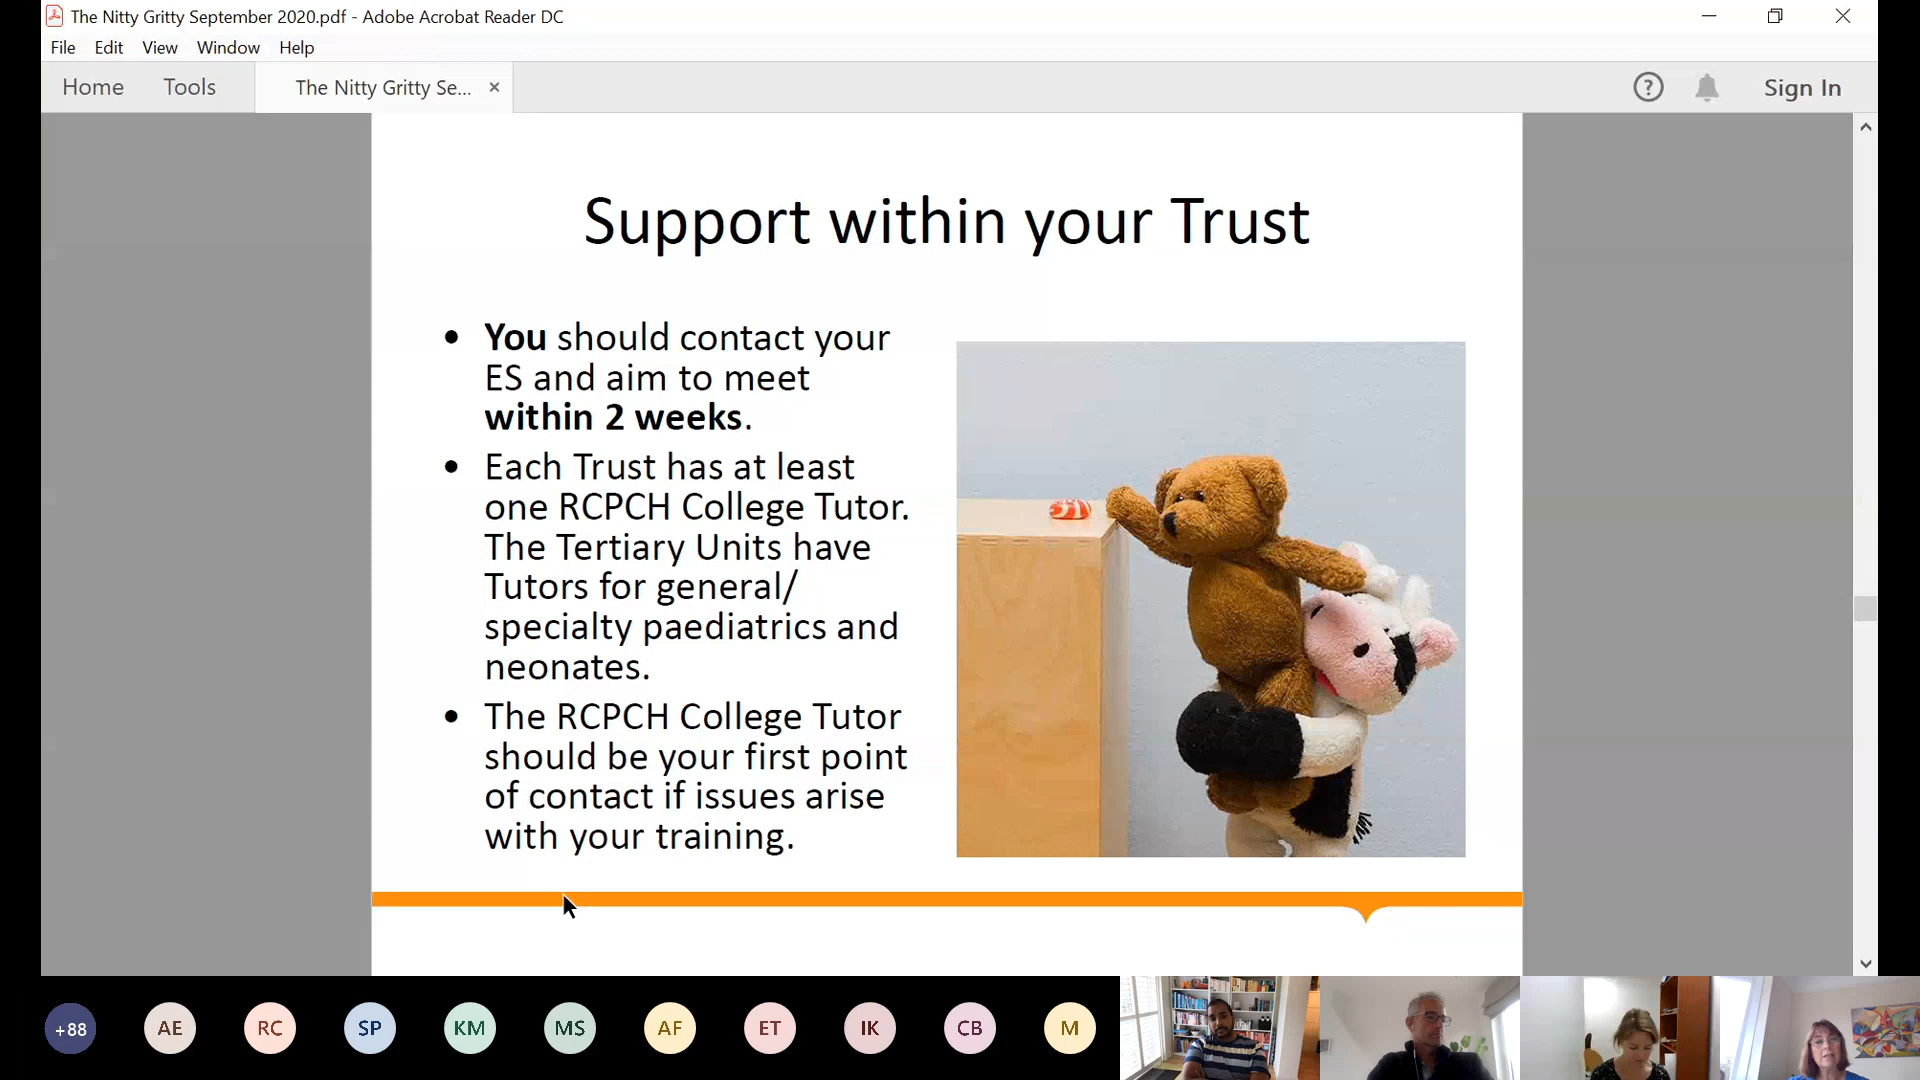 The Nitty Gritty September 2020.pdf - Adobe Acrobat Reader DC
File Edit View Window Help
Home Tools The Nitty Gritty Se... × ? Sign In
Support within your Trust
• You should contact your
ES and aim to meet
within 2 weeks.
• Each Trust has at least
one RCPCH College Tutor.
The Tertiary Units have
Tutors for general/
specialty paediatrics and
neonates.
• The RCPCH College Tutor
should be your first point
of contact if issues arise
with your training.
+88 AE RC SP KM MS AF ET IK CB M